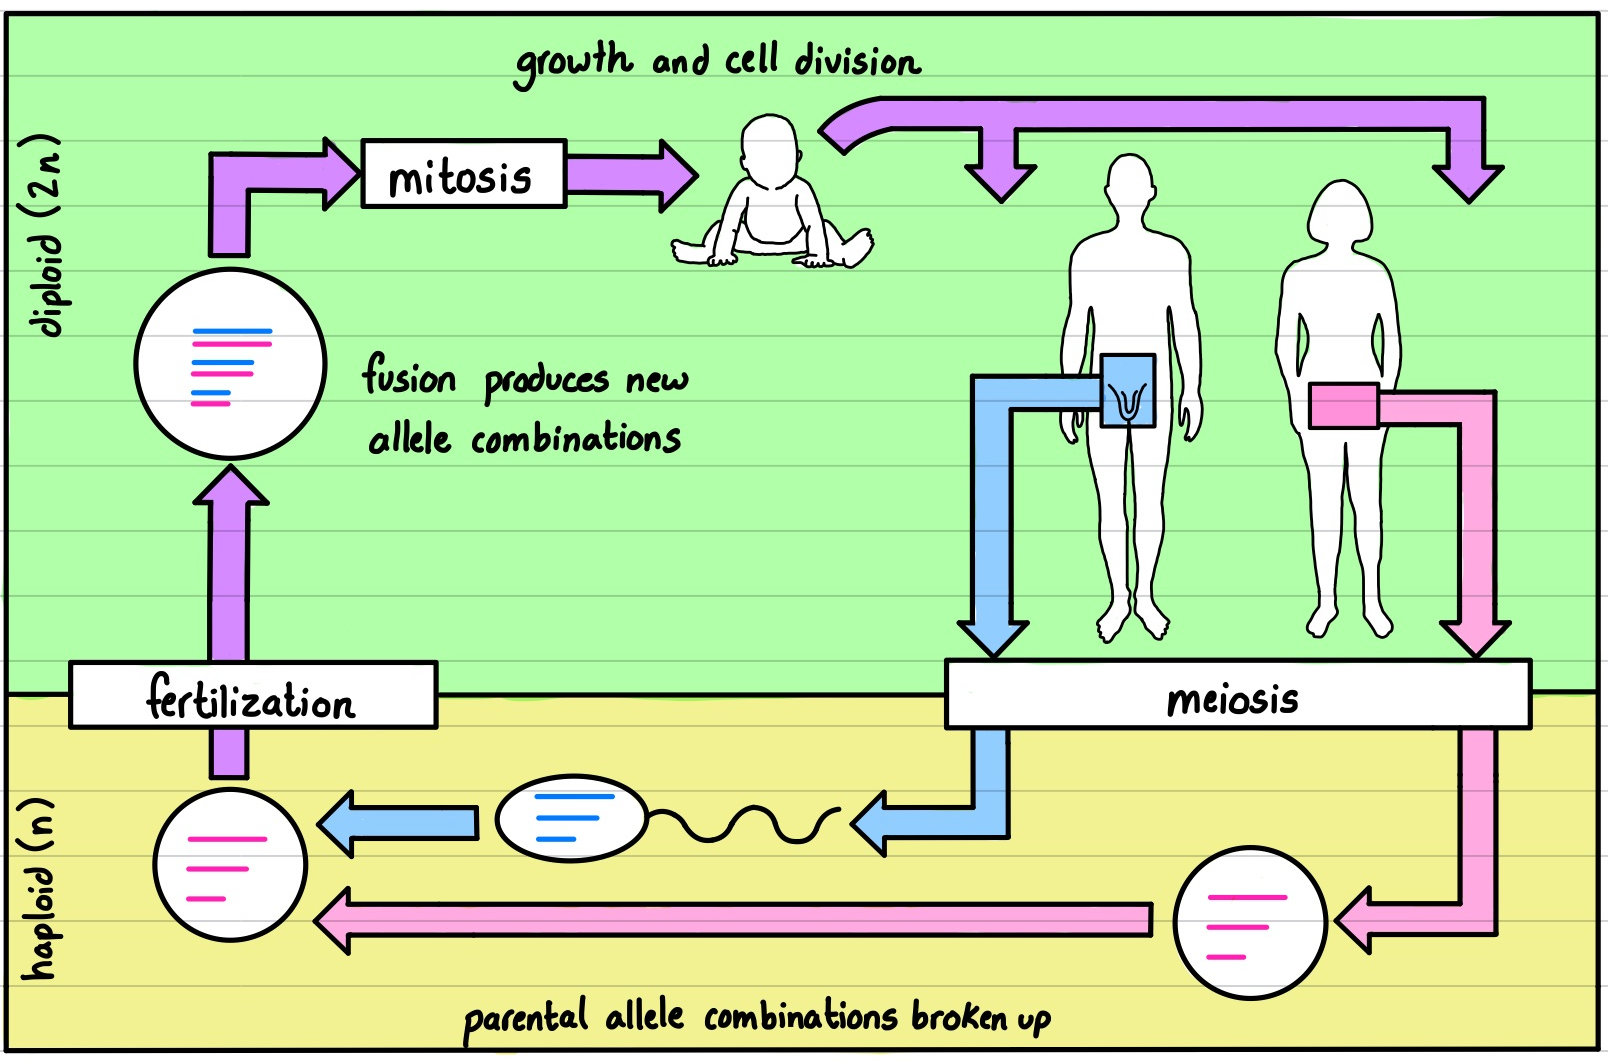 growth and cell division
diploid (2n)
mitosis
fusion produces new
allele combinations
fertilization
meiosis
haploid (n)
parental allele combinations broken up